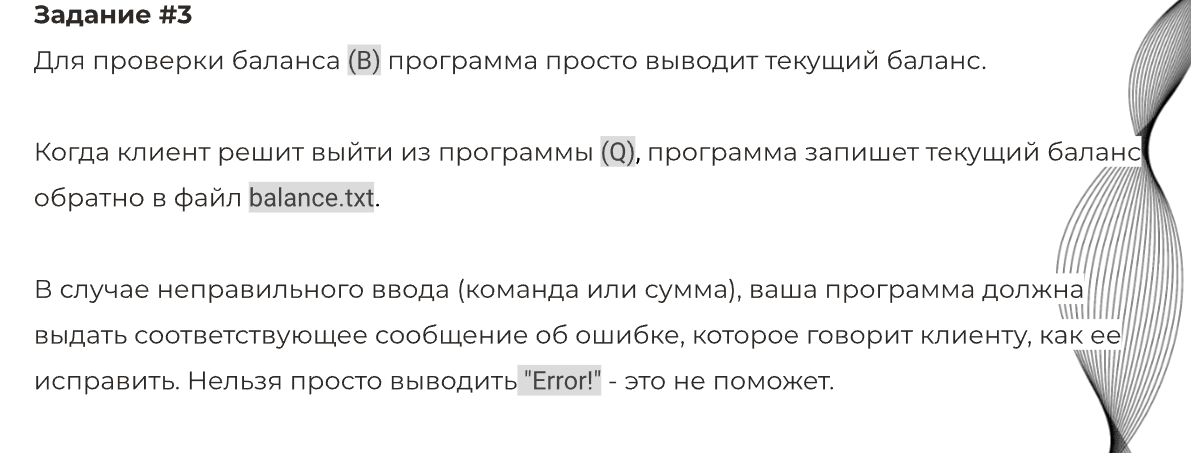 Задание #3
Для проверки баланса (B) программа просто выводит текущий баланс.
Когда клиент решит выйти из программы (Q), программа запишет текущий баланс
обратно в файл balance.txt.
В случае неправильного ввода (команда или сумма), ваша программа должна
выдать соответствующее сообщение об ошибке, которое говорит клиенту, как ее
исправить. Нельзя просто выводить "Error!" - это не поможет.